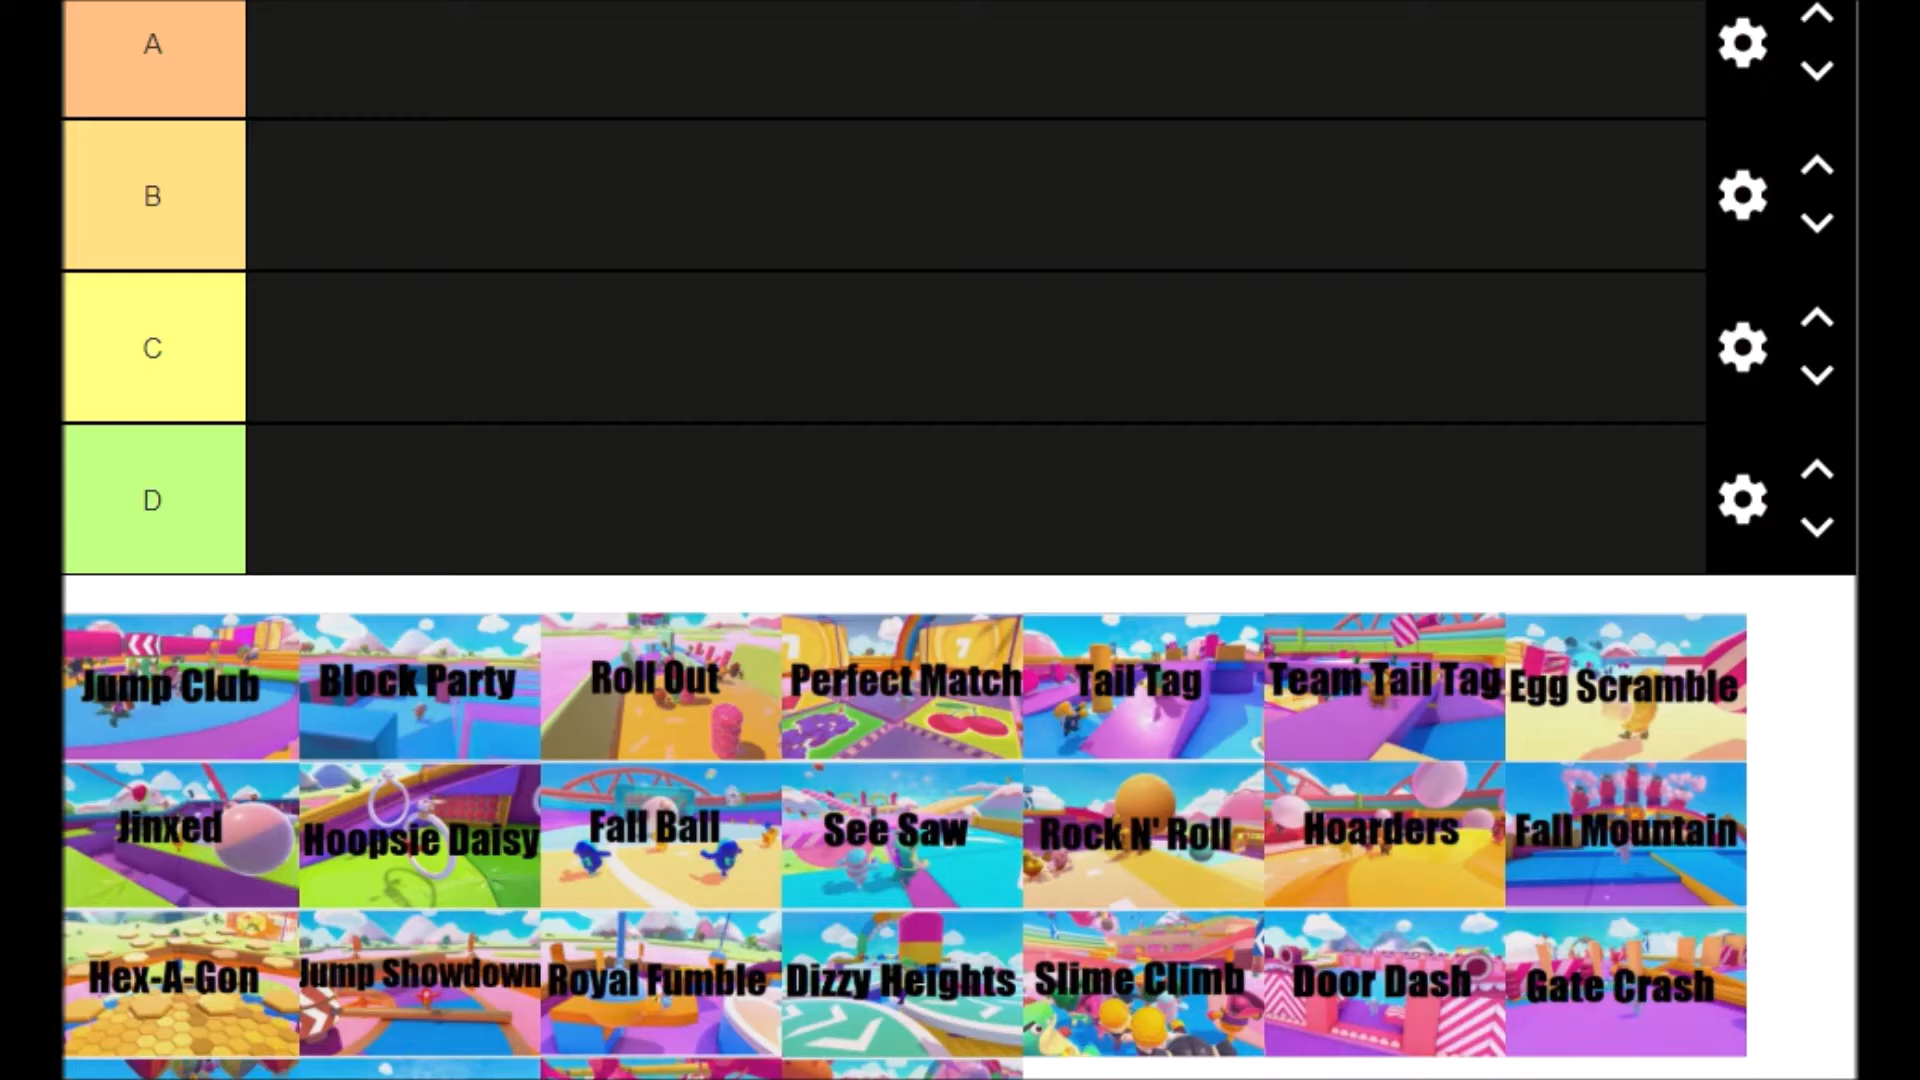 A
B
C
D
Jump Club
Block Party
Roll Out
Perfect Match
Tail Tag
Team Tail Tag
Egg Scramble
Jinxed
Hoopsie Daisy
Fall Ball
See Saw
Rock N' Roll
Hoarders
Fall Mountain
Hex-A-Gon
Jump Showdown
Royal Fumble
Dizzy Heights
Slime Climb
Door Dash
Gate Crash